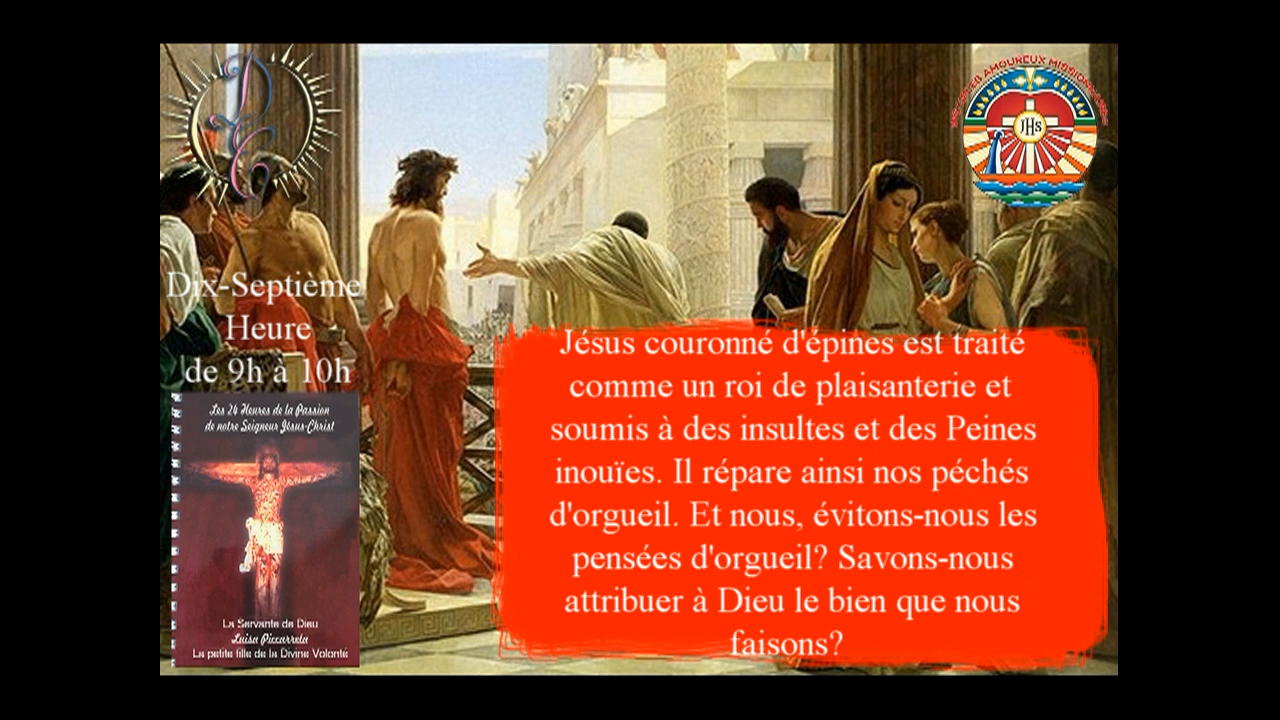 Dix-Septième
Heure
de 9h à 10h
Les 24 Heures de la Passion
de notre Seigneur Jésus-Christ
La Servante de Dieu
Luisa Piccarreta
La petite fille de la Divine Volonté
AMOUREUX
JHS
Jésus couronné d'épines est traité
comme un roi de plaisanterie et
soumis à des insultes et des Peines
inouïes. Il répare ainsi nos péchés
d'orgueil. Et nous, évitons-nous les
pensées d'orgueil? Savons-nous
attribuer à Dieu le bien que nous
faisons?